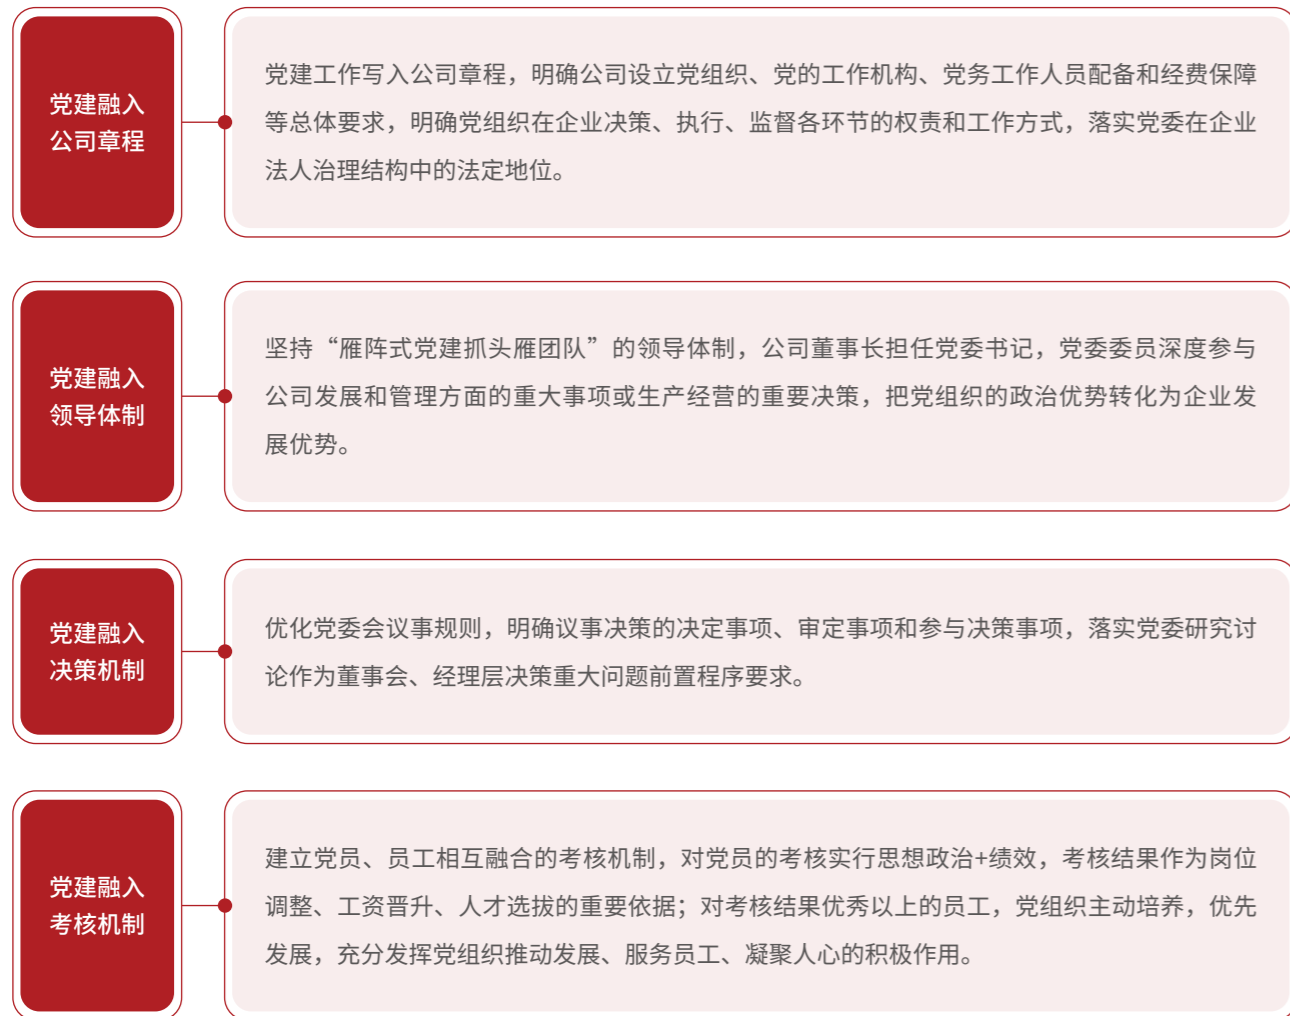 党建融入
公司章程
党建工作写入公司章程，明确公司设立党组织、党的工作机构、党务工作人员配备和经费保障
等总体要求，明确党组织在企业决策、执行、监督各环节的权责和工作方式，落实党委在企业
法人治理结构中的法定地位。
党建融入
领导体制
坚持“雁阵式党建抓头雁团队”的领导体制，公司董事长担任党委书记，党委委员深度参与
公司发展和管理方面的重大事项或生产经营的重要决策，把党组织的政治优势转化为企业发
展优势。
党建融入
决策机制
优化党委会议事规则，明确议事决策的决定事项、审定事项和参与决策事项，落实党委研究讨
论作为董事会、经理层决策重大问题前置程序要求。
党建融入
考核机制
建立党员、员工相互融合的考核机制，对党员的考核实行思想政治+绩效，考核结果作为岗位
调整、工资晋升、人才选拔的重要依据；对考核结果优秀以上的员工，党组织主动培养，优先
发展，充分发挥党组织推动发展、服务员工、凝聚人心的积极作用。